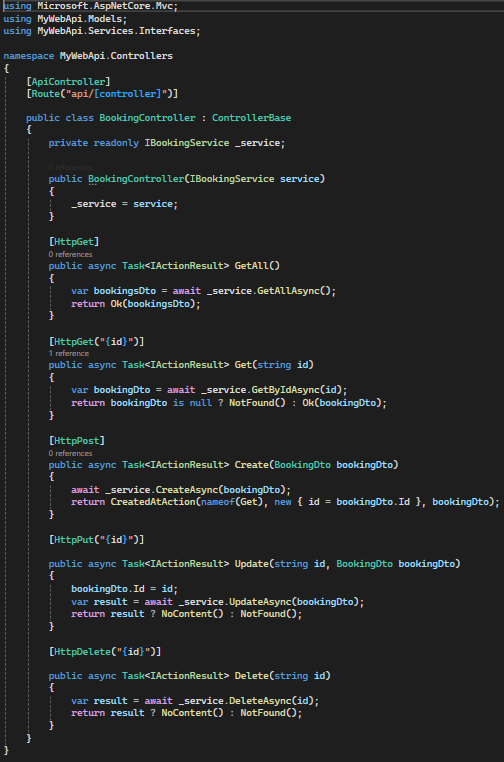 using Microsoft.AspNetCore.Mvc;
using MyWebApi.Models;
using MyWebApi.Services.Interfaces;

namespace MyWebApi.Controllers
{
    [ApiController]
    [Route("api/[controller]")]

    public class BookingController : ControllerBase
    {
        private readonly IBookingService _service;

        0 references
        public BookingController(IBookingService service)
        {
            _service = service;
        }

        [HttpGet]
        0 references
        public async Task<IActionResult> GetAll()
        {
            var bookingsDto = await _service.GetAllAsync();
            return Ok(bookingsDto);
        }

        [HttpGet("{id}")]
        1 reference
        public async Task<IActionResult> Get(string id)
        {
            var bookingDto = await _service.GetByIdAsync(id);
            return bookingDto is null ? NotFound() : Ok(bookingDto);
        }

        [HttpPost]
        0 references
        public async Task<IActionResult> Create(BookingDto bookingDto)
        {
            await _service.CreateAsync(bookingDto);
            return CreatedAtAction(nameof(Get), new { id = bookingDto.Id }, bookingDto);
        }

        [HttpPut("{id}")]

        public async Task<IActionResult> Update(string id, BookingDto bookingDto)
        {
            bookingDto.Id = id;
            var result = await _service.UpdateAsync(bookingDto);
            return result ? NoContent() : NotFound();
        }

        [HttpDelete("{id}")]

        public async Task<IActionResult> Delete(string id)
        {
            var result = await _service.DeleteAsync(id);
            return result ? NoContent() : NotFound();
        }
    }
}